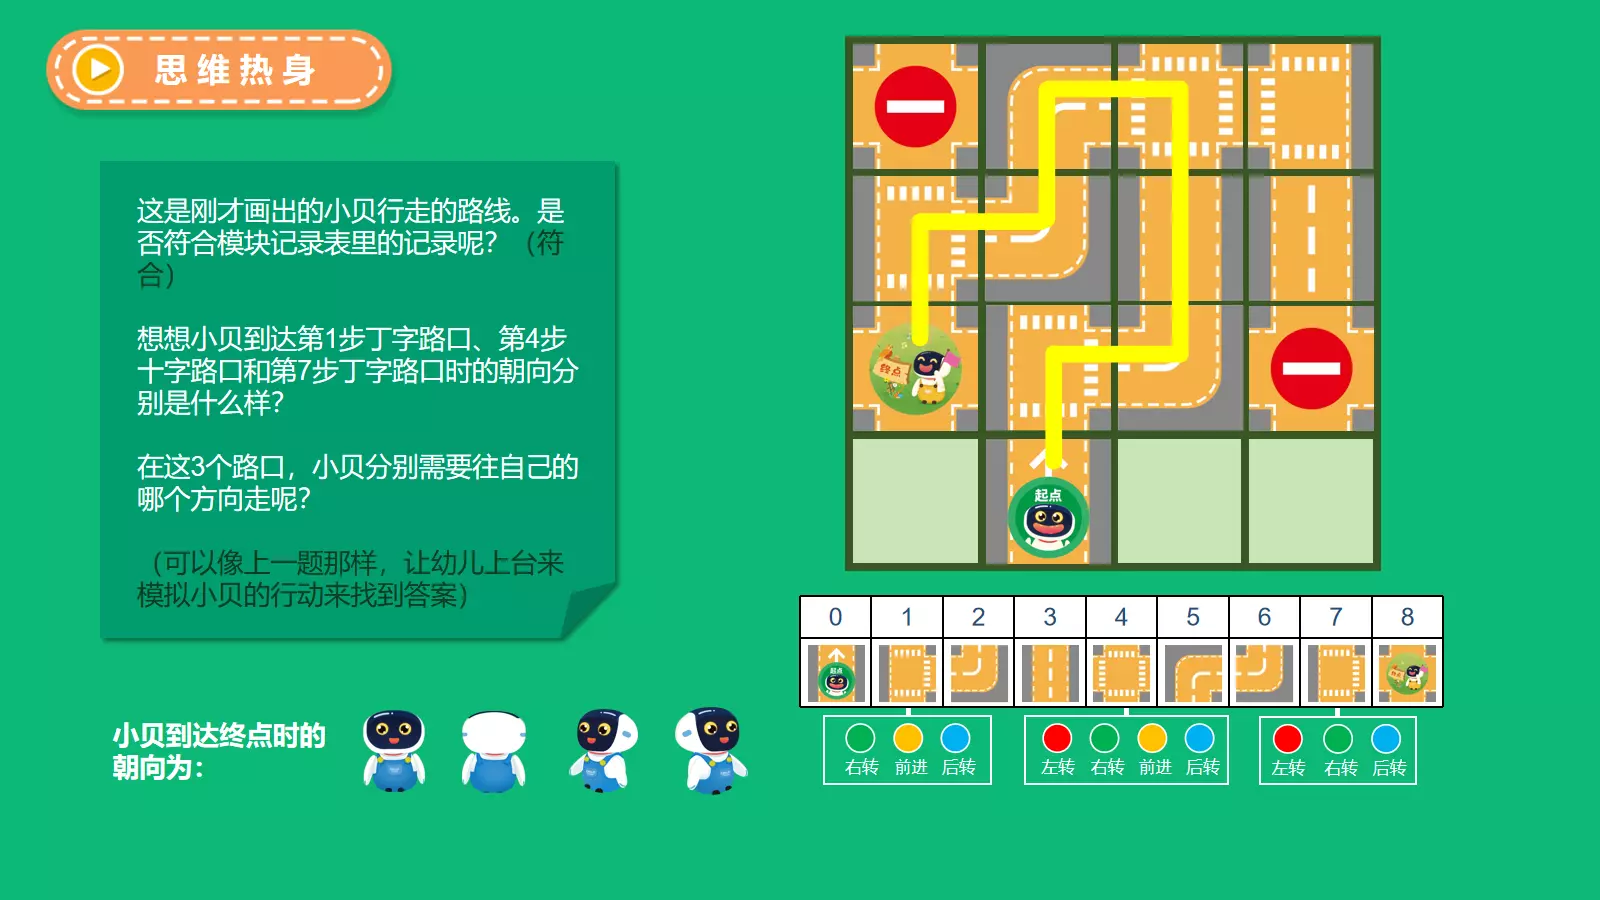 思维热身
这是刚才画出的小贝行走的路线。是
否符合模块记录表里的记录呢？（符
合）
想想小贝到达第1步丁字路口、第4步
十字路口和第7步丁字路口时的朝向分
别是什么样？
在这3个路口，小贝分别需要往自己的
哪个方向走呢？
（可以像上一题那样，让幼儿上台来
模拟小贝的行动来找到答案）
终点
起点
0 1 2 3 4 5 6 7 8
起点
右转 前进 后转
左转 右转 前进 后转
左转 右转 后转
小贝到达终点时的
朝向为：